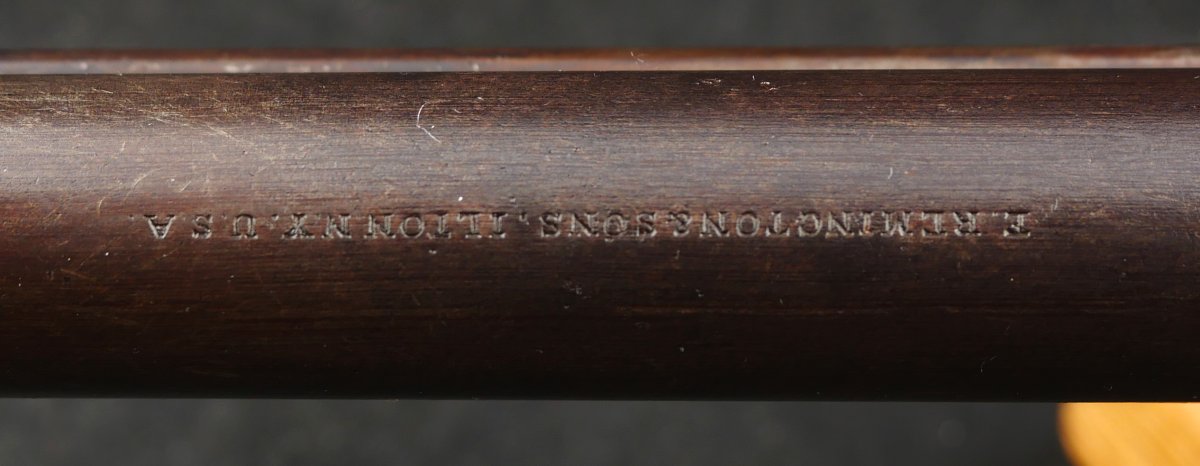 E. REMINGTON & SONS, ILION N.Y. U.S.A.